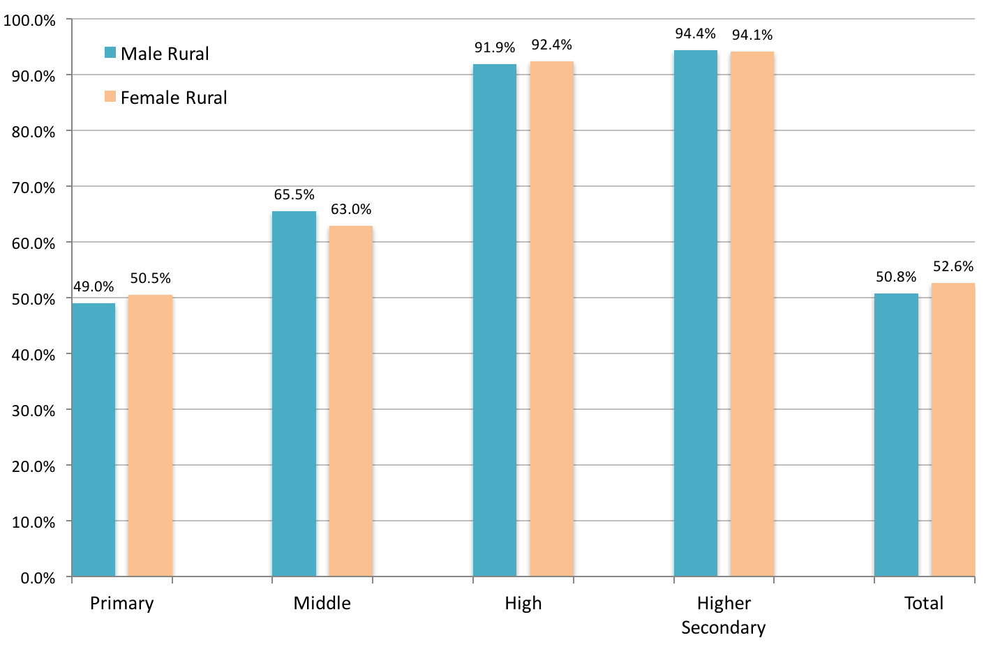 100.0%
90.0%
80.0%
70.0%
60.0%
50.0%
40.0%
30.0%
20.0%
10.0%
0.0%
Male Rural
Female Rural
49.0%
50.5%
65.5%
63.0%
91.9%
92.4%
94.4%
94.1%
50.8%
52.6%
Primary
Middle
High
Higher
Secondary
Total